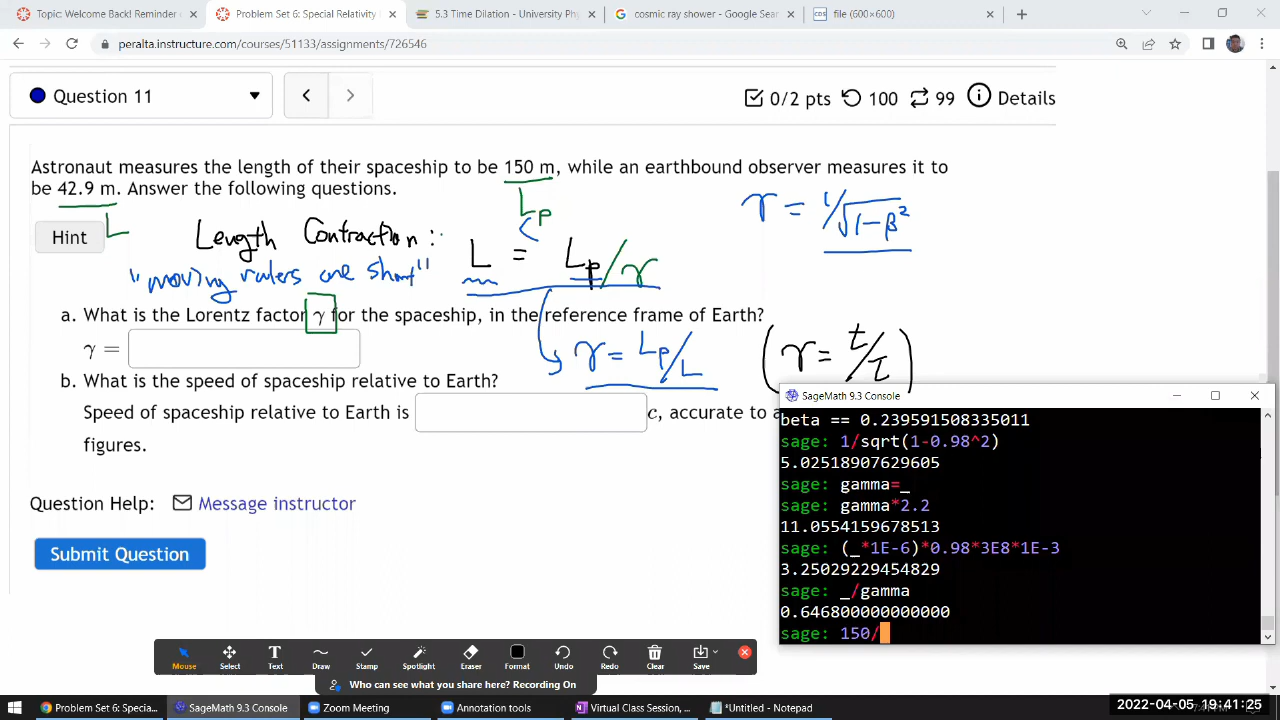 Topic: Welcome Back! Reminder
Problem Set 6: Special Relativity
5.3 Time Dilation - University Phy
cosmic ray shower - Google Sear
file (600×600)
peralta.instructure.com/courses/51133/assignments/726546
Question 11
0/2 pts 100 99 Details
Astronaut measures the length of their spaceship to be 150 m, while an earthbound observer measures it to
be 42.9 m. Answer the following questions.
L
Lp
γ = 1/√1-β²
Hint
Length Contraction:
L = Lp/γ
"moving rulers are short"
a. What is the Lorentz factor γ for the spaceship, in the reference frame of Earth?
γ =
γ = Lp/L
(γ = t/τ)
b. What is the speed of spaceship relative to Earth?
Speed of spaceship relative to Earth is c, accurate to a
figures.
Question Help: Message instructor
Submit Question
SageMath 9.3 Console
beta == 0.239591508335011
sage: 1/sqrt(1-0.98^2)
5.02518907629605
sage: gamma=_
sage: gamma*2.2
11.0554159678513
sage: (_*1E-6)*0.98*3E8*1E-3
3.25029229454829
sage: _/gamma
0.646800000000000
sage: 150/
Mouse Select Text Draw Stamp Spotlight Eraser Format Undo Redo Clear Save
Who can see what you share here? Recording On
Problem Set 6: Specia...
SageMath 9.3 Console
Zoom Meeting
Annotation tools
Virtual Class Session, ...
*Untitled - Notepad
2022-04-05 19:41:25